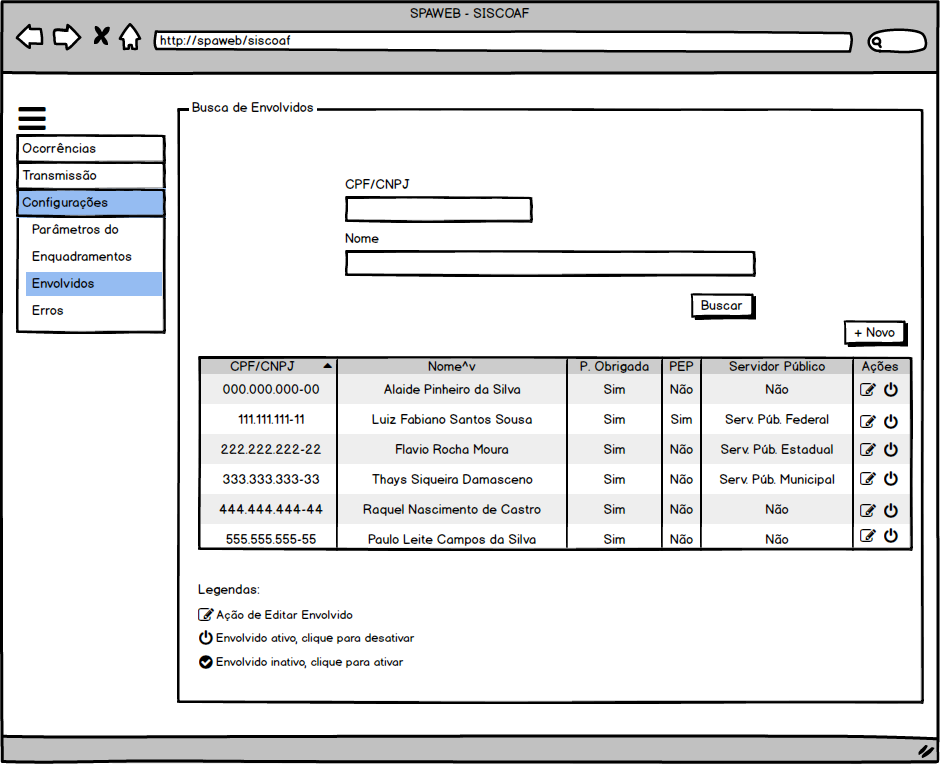 SPAWEB - SISCOAF
http://spaweb/siscoaf
Busca de Envolvidos
Ocorrências
Transmissão
Configurações
Parâmetros do
Enquadramentos
Envolvidos
Erros
CPF/CNPJ
Nome
Buscar
+ Novo
CPF/CNPJ Nome^v P. Obrigada PEP Servidor Público Ações
000.000.000-00 Alaide Pinheiro da Silva Sim Não Não
111.111.111-11 Luiz Fabiano Santos Sousa Sim Sim Serv. Púb. Federal
222.222.222-22 Flavio Rocha Moura Sim Não Serv. Púb. Estadual
333.333.333-33 Thays Siqueira Damasceno Sim Não Serv. Púb. Municipal
444.444.444-44 Raquel Nascimento de Castro Sim Não Não
555.555.555-55 Paulo Leite Campos da Silva Sim Não Não
Legendas:
Ação de Editar Envolvido
Envolvido ativo, clique para desativar
Envolvido inativo, clique para ativar